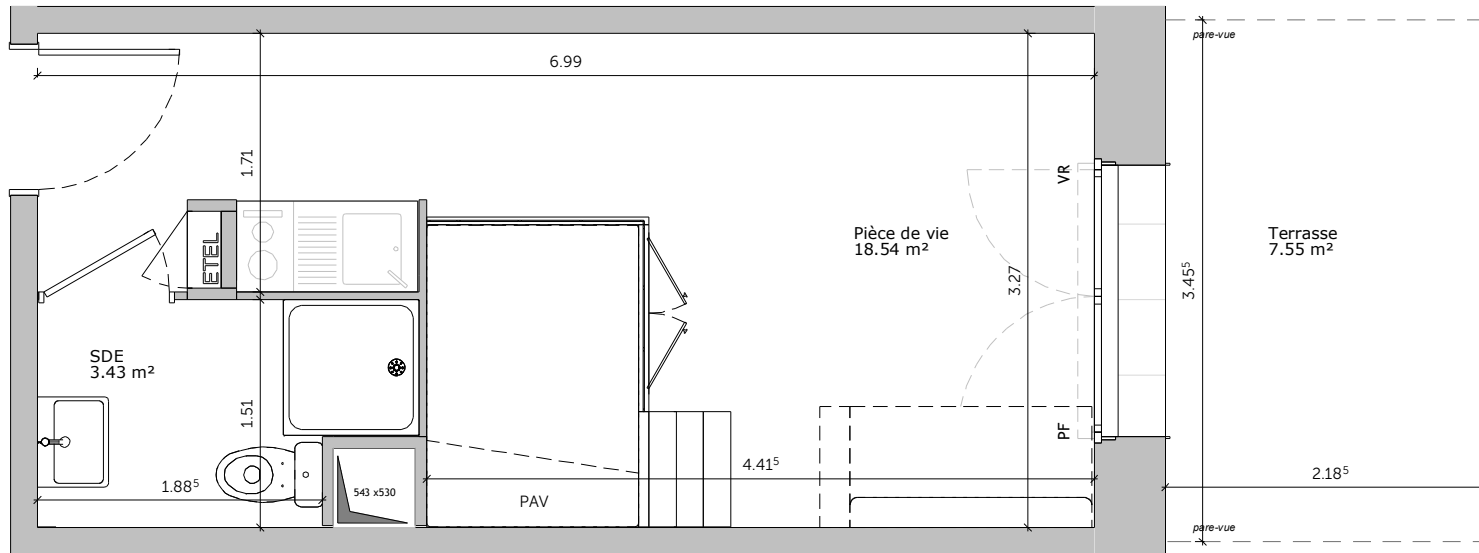 pare-vue
6.99
1.71
VR
ETEL
Pièce de vie
18.54 m²
Terrasse
7.55 m²
3.27
3.45⁵
SDE
3.43 m²
1.51
PF
4.41⁵
2.18⁵
1.88⁵
543 x530
PAV
pare-vue